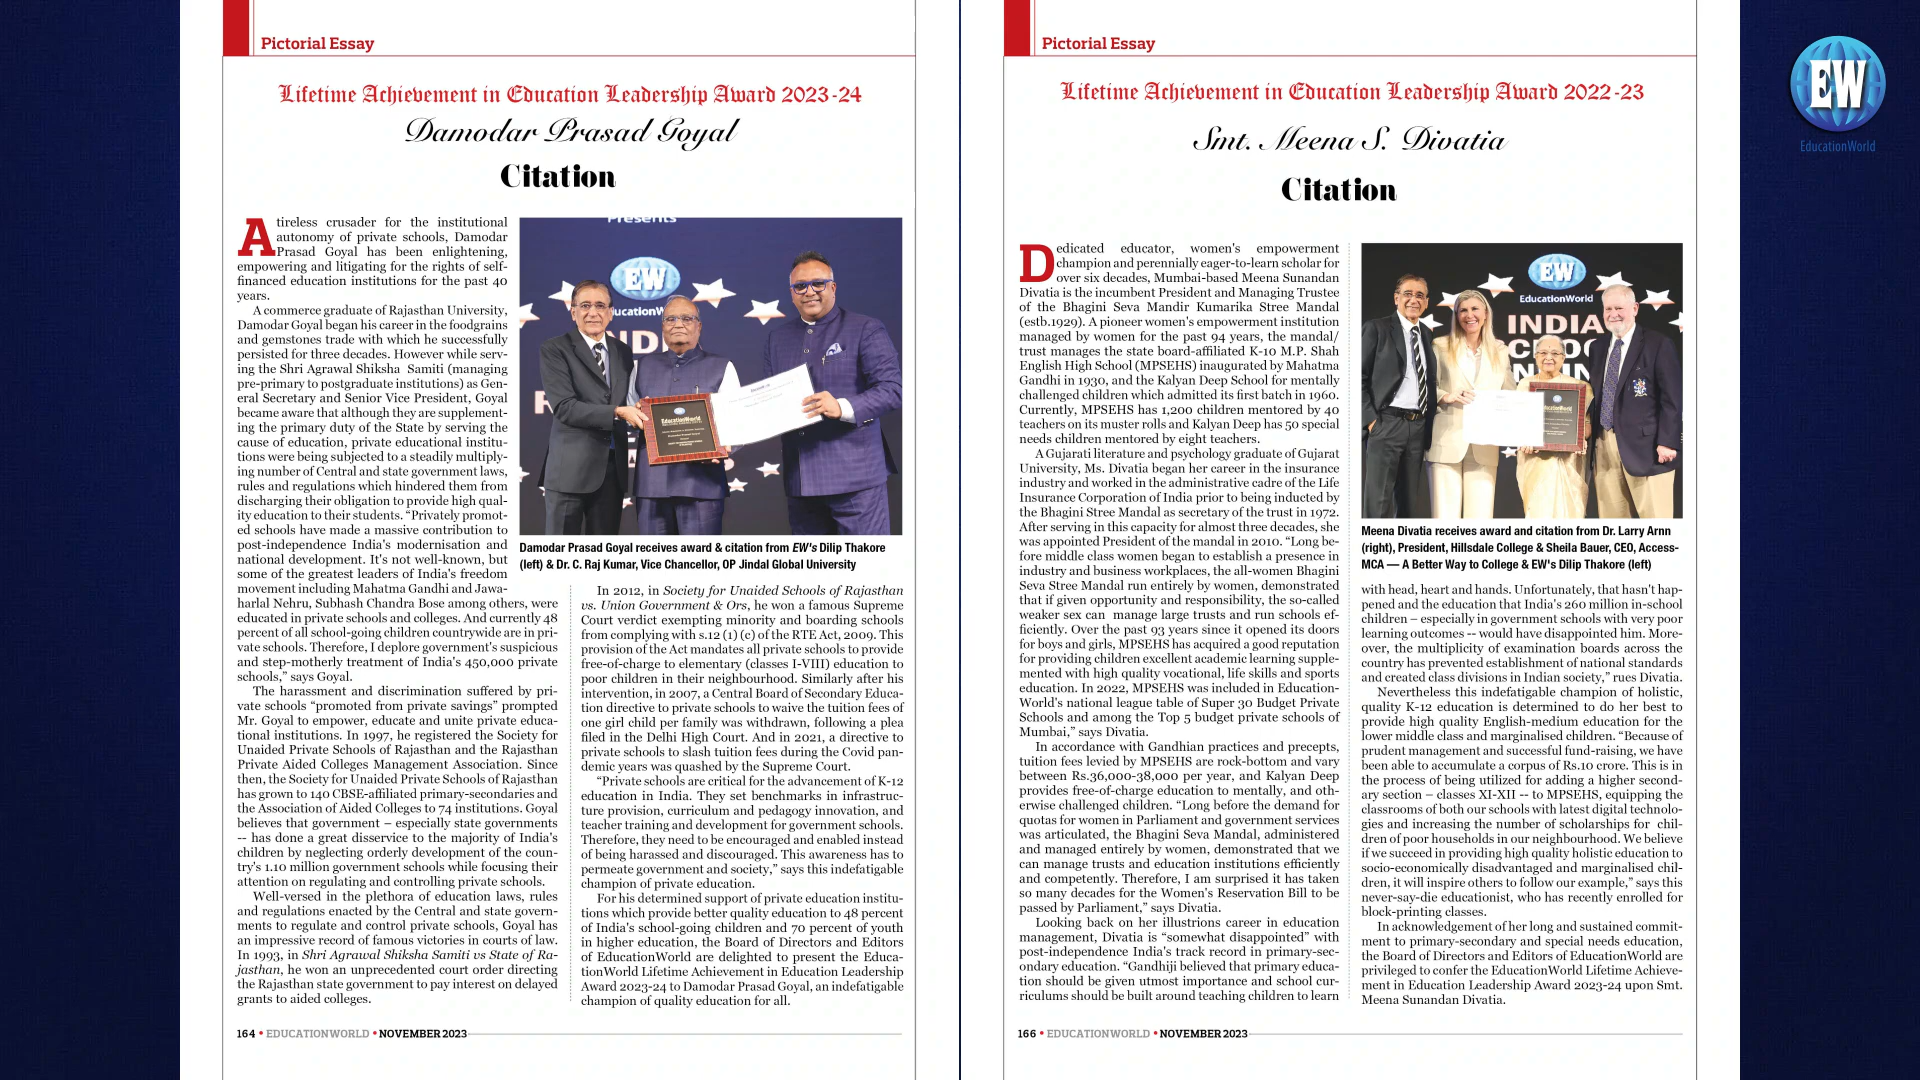 Pictorial Essay
Lifetime Achievement in Education Leadership Award 2023-24
Damodar Prasad Goyal
Citation
A tireless crusader for the institutional
autonomy of private schools, Damodar
Prasad Goyal has been enlightening,
empowering and litigating for the rights of self-
financed education institutions for the past 40
years.
A commerce graduate of Rajasthan University,
Damodar Goyal began his career in the foodgrains
and gemstones trade with which he successfully
persisted for three decades. However while serv-
ing the Shri Agrawal Shiksha Samiti (managing
pre-primary to postgraduate institutions) as Gen-
eral Secretary and Senior Vice President, Goyal
became aware that although they are supplement-
ing the primary duty of the State by serving the
cause of education, private educational institu-
tions were being subjected to a steadily multiply-
ing number of Central and state government laws,
rules and regulations which hindered them from
discharging their obligation to provide high qual-
ity education to their students. “Privately promot-
ed schools have made a massive contribution to
post-independence India's modernisation and
national development. It's not well-known, but
some of the greatest leaders of India's freedom
movement including Mahatma Gandhi and Jawa-
harlal Nehru, Subhash Chandra Bose among others, were
educated in private schools and colleges. And currently 48
percent of all school-going children countrywide are in pri-
vate schools. Therefore, I deplore government's suspicious
and step-motherly treatment of India's 450,000 private
schools,” says Goyal.
The harassment and discrimination suffered by pri-
vate schools “promoted from private savings” prompted
Mr. Goyal to empower, educate and unite private educa-
tional institutions. In 1997, he registered the Society for
Unaided Private Schools of Rajasthan and the Rajasthan
Private Aided Colleges Management Association. Since
then, the Society for Unaided Private Schools of Rajasthan
has grown to 140 CBSE-affiliated primary-secondaries and
the Association of Aided Colleges to 74 institutions. Goyal
believes that government – especially state governments
-- has done a great disservice to the majority of India's
children by neglecting orderly development of the coun-
try's 1.10 million government schools while focusing their
attention on regulating and controlling private schools.
Well-versed in the plethora of education laws, rules
and regulations enacted by the Central and state govern-
ments to regulate and control private schools, Goyal has
an impressive record of famous victories in courts of law.
In 1993, in Shri Agrawal Shiksha Samiti vs State of Ra-
jasthan, he won an unprecedented court order directing
the Rajasthan state government to pay interest on delayed
grants to aided colleges.
Presents
EW
EducationWorld
Damodar Prasad Goyal receives award & citation from EW's Dilip Thakore
(left) & Dr. C. Raj Kumar, Vice Chancellor, OP Jindal Global University
In 2012, in Society for Unaided Schools of Rajasthan
vs. Union Government & Ors, he won a famous Supreme
Court verdict exempting minority and boarding schools
from complying with s.12 (1) (c) of the RTE Act, 2009. This
provision of the Act mandates all private schools to provide
free-of-charge to elementary (classes I-VIII) education to
poor children in their neighbourhood. Similarly after his
intervention, in 2007, a Central Board of Secondary Educa-
tion directive to private schools to waive the tuition fees of
one girl child per family was withdrawn, following a plea
filed in the Delhi High Court. And in 2021, a directive to
private schools to slash tuition fees during the Covid pan-
demic years was quashed by the Supreme Court.
“Private schools are critical for the advancement of K-12
education in India. They set benchmarks in infrastruc-
ture provision, curriculum and pedagogy innovation, and
teacher training and development for government schools.
Therefore, they need to be encouraged and enabled instead
of being harassed and discouraged. This awareness has to
permeate government and society,” says this indefatigable
champion of private education.
For his determined support of private education institu-
tions which provide better quality education to 48 percent
of India's school-going children and 70 percent of youth
in higher education, the Board of Directors and Editors
of EducationWorld are delighted to present the Educa-
tionWorld Lifetime Achievement in Education Leadership
Award 2023-24 to Damodar Prasad Goyal, an indefatigable
champion of quality education for all.
164 • EDUCATIONWORLD • NOVEMBER 2023
Pictorial Essay
Lifetime Achievement in Education Leadership Award 2022-23
Smt. Meena S. Divatia
Citation
Dedicated educator, women's empowerment
champion and perennially eager-to-learn scholar for
over six decades, Mumbai-based Meena Sunandan
Divatia is the incumbent President and Managing Trustee
of the Bhagini Seva Mandir Kumarika Stree Mandal
(estb.1929). A pioneer women's empowerment institution
managed by women for the past 94 years, the mandal/
trust manages the state board-affiliated K-10 M.P. Shah
English High School (MPSEHS) inaugurated by Mahatma
Gandhi in 1930, and the Kalyan Deep School for mentally
challenged children which admitted its first batch in 1960.
Currently, MPSEHS has 1,200 children mentored by 40
teachers on its muster rolls and Kalyan Deep has 50 special
needs children mentored by eight teachers.
A Gujarati literature and psychology graduate of Gujarat
University, Ms. Divatia began her career in the insurance
industry and worked in the administrative cadre of the Life
Insurance Corporation of India prior to being inducted by
the Bhagini Stree Mandal as secretary of the trust in 1972.
After serving in this capacity for almost three decades, she
was appointed President of the mandal in 2010. “Long be-
fore middle class women began to establish a presence in
industry and business workplaces, the all-women Bhagini
Seva Stree Mandal run entirely by women, demonstrated
that if given opportunity and responsibility, the so-called
weaker sex can manage large trusts and run schools ef-
ficiently. Over the past 93 years since it opened its doors
for boys and girls, MPSEHS has acquired a good reputation
for providing children excellent academic learning supple-
mented with high quality vocational, life skills and sports
education. In 2022, MPSEHS was included in Education-
World's national league table of Super 30 Budget Private
Schools and among the Top 5 budget private schools of
Mumbai,” says Divatia.
In accordance with Gandhian practices and precepts,
tuition fees levied by MPSEHS are rock-bottom and vary
between Rs.36,000-38,000 per year, and Kalyan Deep
provides free-of-charge education to mentally, and oth-
erwise challenged children. “Long before the demand for
quotas for women in Parliament and government services
was articulated, the Bhagini Seva Mandal, administered
and managed entirely by women, demonstrated that we
can manage trusts and education institutions efficiently
and competently. Therefore, I am surprised it has taken
so many decades for the Women's Reservation Bill to be
passed by Parliament,” says Divatia.
Looking back on her illustrions career in education
management, Divatia is “somewhat disappointed” with
post-independence India's track record in primary-sec-
ondary education. “Gandhiji believed that primary educa-
tion should be given utmost importance and school cur-
riculums should be built around teaching children to learn
EW
EducationWorld
INDIA
Meena Divatia receives award and citation from Dr. Larry Arnn
(right), President, Hillsdale College & Sheila Bauer, CEO, Access-
MCA — A Better Way to College & EW's Dilip Thakore (left)
with head, heart and hands. Unfortunately, that hasn't hap-
pened and the education that India's 260 million in-school
children – especially in government schools with very poor
learning outcomes -- would have disappointed him. More-
over, the multiplicity of examination boards across the
country has prevented establishment of national standards
and created class divisions in Indian society,” rues Divatia.
Nevertheless this indefatigable champion of holistic,
quality K-12 education is determined to do her best to
provide high quality English-medium education for the
lower middle class and marginalised children. “Because of
prudent management and successful fund-raising, we have
been able to accumulate a corpus of Rs.10 crore. This is in
the process of being utilized for adding a higher second-
ary section – classes XI-XII -- to MPSEHS, equipping the
classrooms of both our schools with latest digital technolo-
gies and increasing the number of scholarships for chil-
dren of poor households in our neighbourhood. We believe
if we succeed in providing high quality holistic education to
socio-economically disadvantaged and marginalised chil-
dren, it will inspire others to follow our example,” says this
never-say-die educationist, who has recently enrolled for
block-printing classes.
In acknowledgement of her long and sustained commit-
ment to primary-secondary and special needs education,
the Board of Directors and Editors of EducationWorld are
privileged to confer the EducationWorld Lifetime Achieve-
ment in Education Leadership Award 2023-24 upon Smt.
Meena Sunandan Divatia.
166 • EDUCATIONWORLD • NOVEMBER 2023
EW
EducationWorld